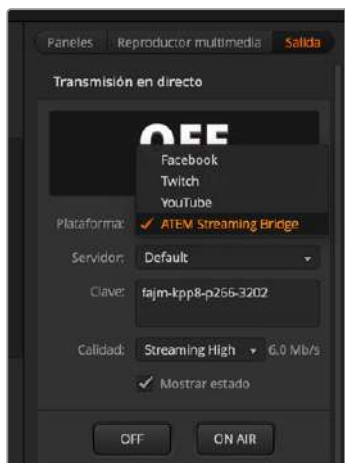 Paneles Reproductor multimedia Salida
Transmisión en directo
OFF
Facebook
Twitch
YouTube
Plataforma: ✓ ATEM Streaming Bridge
Servidor: Default
Clave: fajm-kpp8-p266-3202
Calidad: Streaming High 6.0 Mb/s
✓ Mostrar estado
OFF ON AIR